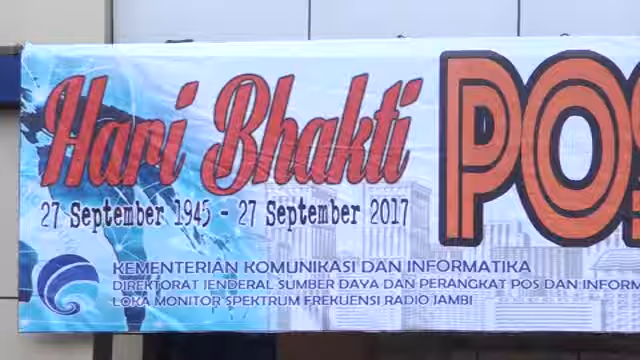 Hari Bhakti POS
27 September 1945 - 27 September 2017
KEMENTERIAN KOMUNIKASI DAN INFORMATIKA
DIREKTORAT JENDERAL SUMBER DAYA DAN PERANGKAT POS DAN INFORM
LOKA MONITOR SPEKTRUM FREKUENSI RADIO JAMBI